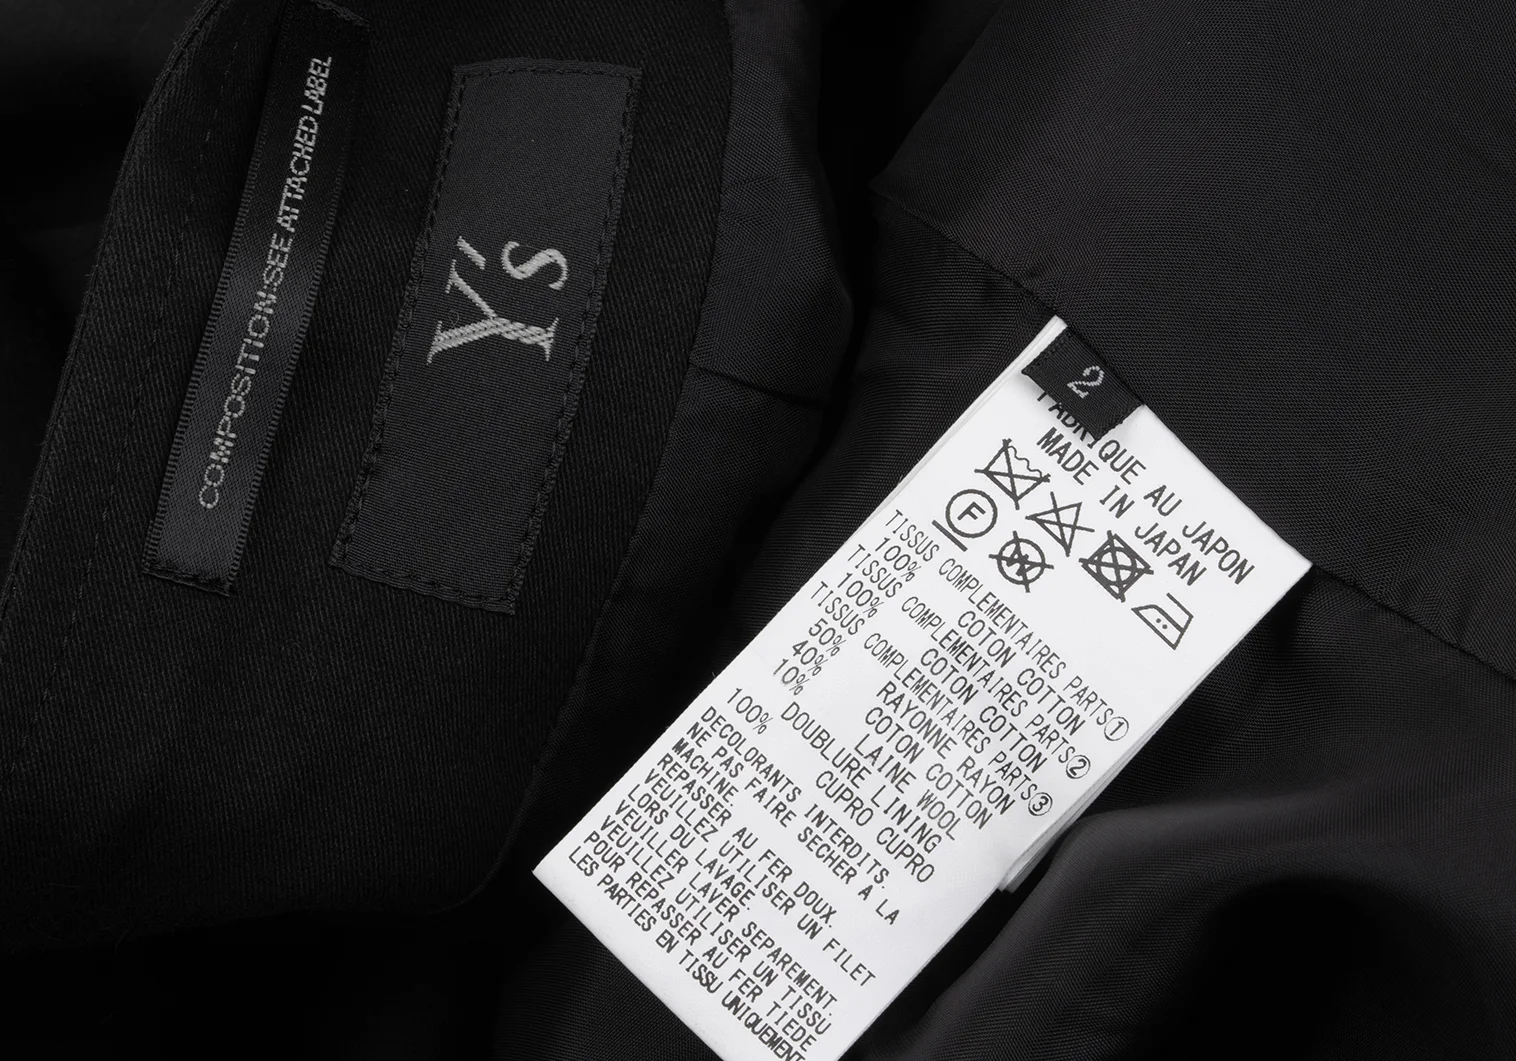 COMPOSITION:SEE ATTACHED LABEL
Y's
2
FABRIQUE AU JAPON
MADE IN JAPAN
F
W
TISSUS COMPLEMENTAIRES PARTS①
100% COTON COTTON
TISSUS COMPLEMENTAIRES PARTS②
100% COTON COTTON
TISSUS COMPLEMENTAIRES PARTS③
50% RAYONNE RAYON
40% COTON COTTON
10% LAINE WOOL
DOUBLURE LINING
100% CUPRO CUPRO
DECOLORANTS INTERDITS.
NE PAS FAIRE SECHER A LA
MACHINE.
REPASSER AU FER DOUX.
VEUILLEZ UTILISER UN FILET
LORS DU LAVAGE.
VEUILLER LAVER SEPAREMENT.
VEUILLEZ UTILISER UN TISSU
POUR REPASSER AU FER TIEDE
LES PARTIES EN TISSU UNIQUEMENT